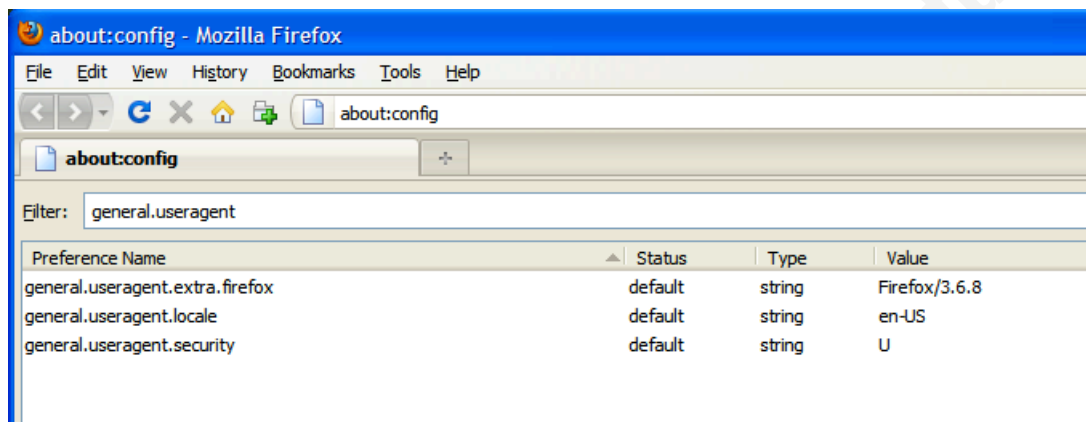 about:config - Mozilla Firefox
File Edit View History Bookmarks Tools Help
about:config
about:config
Filter: general.useragent
Preference Name Status Type Value
general.useragent.extra.firefox default string Firefox/3.6.8
general.useragent.locale default string en-US
general.useragent.security default string U